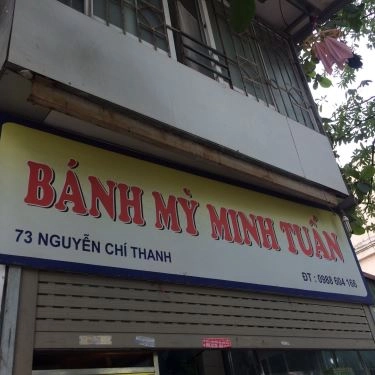 BÁNH MỲ MINH TUẤN
73 NGUYỄN CHÍ THANH
ĐT : 0988 604 166